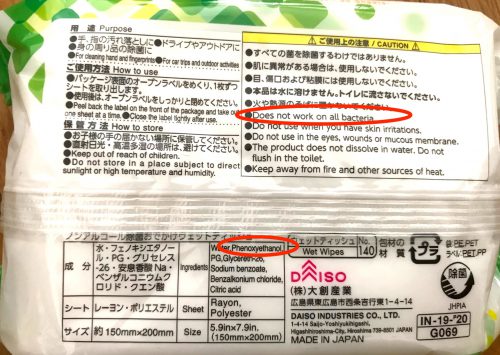 用 途 Purpose
●手、指の汚れ落としに ●ドライブやアウトドアに
●身の周り品の除菌に
●For cleaning hand and fingerprints ●For car trips and outdoor activities
ご使用方法 How to use
●パッケージ表面のオープンラベルをめくり、1枚ずつ
シートを取り出します。
●使用後は、オープンラベルをしっかりと閉めてください。
●Peel back the label on the front of the package and take out
one sheet at a time. ●Close the label tightly after use.
保 管 方 法 How to store
●お子様の手の届かない場所に保管してください。
●直射日光・高温多湿の場所は、避けてください。
●Keep out of reach of children.
●Do not store in a place subject to direct
sunlight or high temperature and humidity.
⚠ ご使用上の注意 / CAUTION ⚠
●すべての菌を除菌するわけではありません。
●肌に異常がある場合は、使用しないでください。
●目、傷口および粘膜には使用しないでください。
●本品は水に溶けません。トイレに流さないでください。
●火や熱源の
●Does not work on all bacteria.
●Do not use when you have skin irritations.
●Do not use in the eyes, wounds or mucous membrane.
●The product does not dissolve in water. Do not
flush in the toilet.
●Keep away from fire and other sources of heat.
ノンアルコール除菌おでかけウェットティッシュ
成 分
水・フェノキシエタノー
ル・PG・グリセレス
-26・安息香酸Na・
ベンザルコニウムク
ロリド・クエン酸
Ingredients
Water,Phenoxyethanol,
PG,Glycereth-26,
Sodium benzoate,
Benzalkonium chloride,
Citric acid
シート レーヨン・ポリエステル Sheet Rayon, Polyester
サイズ 約 150mm×200mm Size 5.9in×7.9in. (150mm×200mm)
ウェットティッシュ
Wet Wipes
No. 140
包材の材質
プラ
袋:PE,PET
ラベル:PP,PET
DAISO
(株)大創産業
広島県東広島市西条吉行東1-4-14
DAISO INDUSTRIES CO., LTD.
1-4-14 Saijo-Yoshiyukihigashi,
Higashihiroshima-City, Hiroshima 739-8501
JAPAN
除菌
JHPIA
IN-19-'20
G069